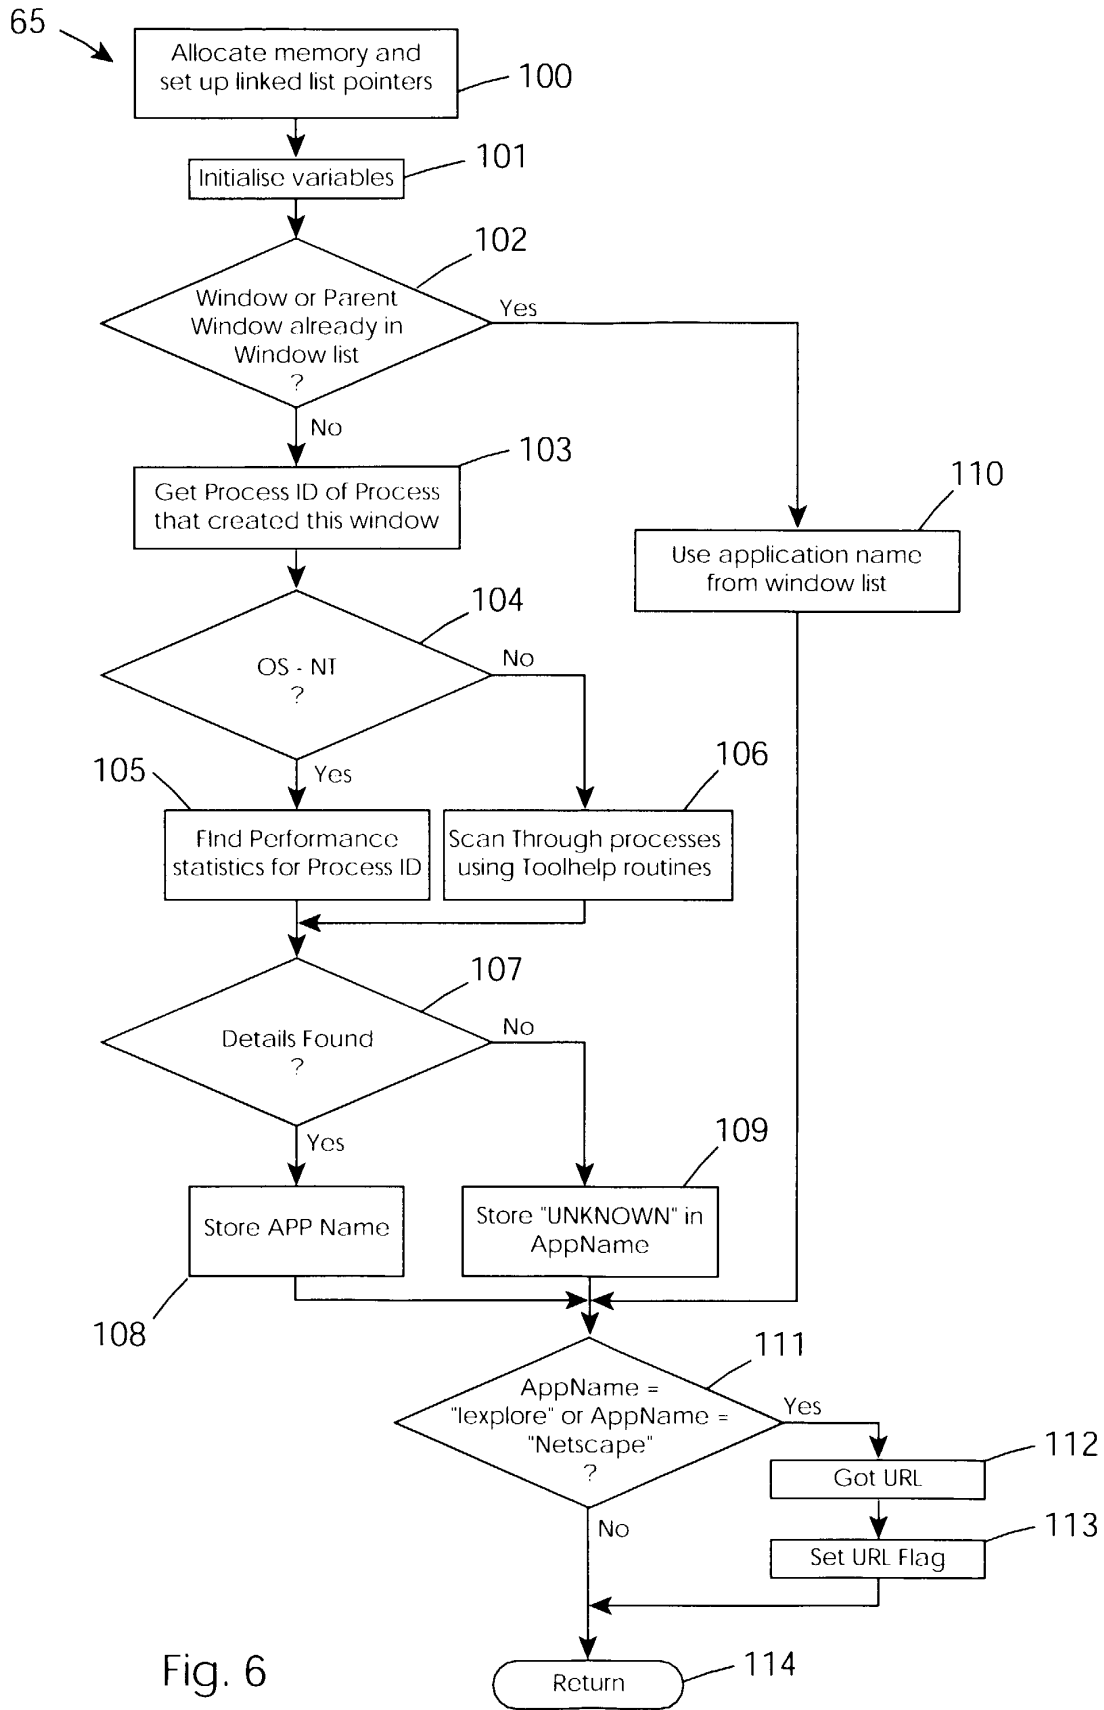 65
Allocate memory and
set up linked list pointers
100
Initialise variables
101
102
Window or Parent
Window already in
Window list
?
Yes
No
103
Get Process ID of Process
that created this window
110
Use application name
from window list
104
OS - NT
?
No
Yes
105
FInd Performance
statistics for Process ID
106
Scan Through processes
using Toolhelp routines
107
Details Found
?
No
Yes
108
Store APP Name
109
Store "UNKNOWN" in
AppName
111
AppName =
"Iexplore" or AppName =
"Netscape"
?
Yes
No
112
Got URL
113
Set URL Flag
Return
114
Fig. 6